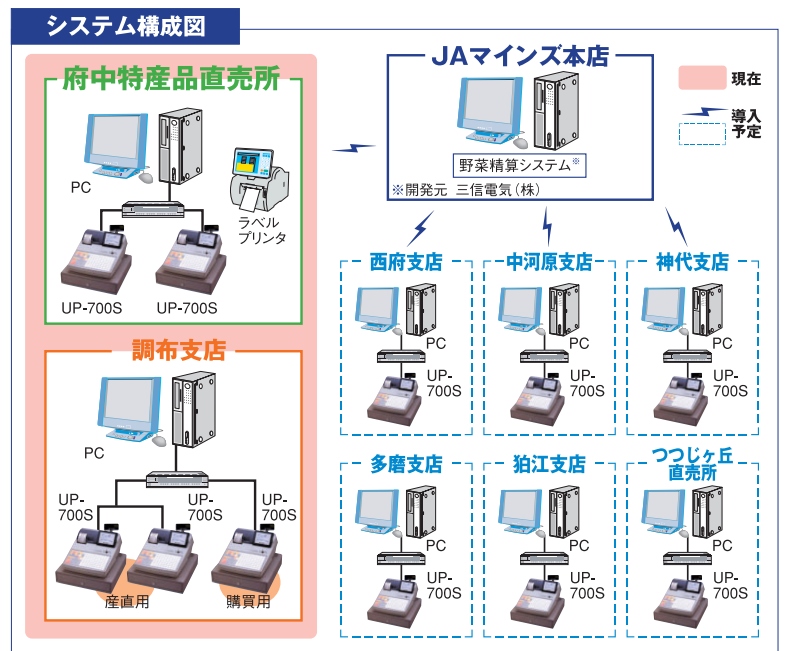 システム構成図
府中特産品直売所
PC
ラベル
プリンタ
UP-700S
UP-700S
調布支店
PC
UP-
700S
UP-
700S
UP-
700S
産直用
購買用
JAマインズ本店
野菜精算システム※
※開発元 三信電気(株)
現在
導入
予定
西府支店
PC
UP-
700S
中河原支店
PC
UP-
700S
神代支店
PC
UP-
700S
多磨支店
PC
UP-
700S
狛江支店
PC
UP-
700S
つつじヶ丘
直売所
PC
UP-
700S